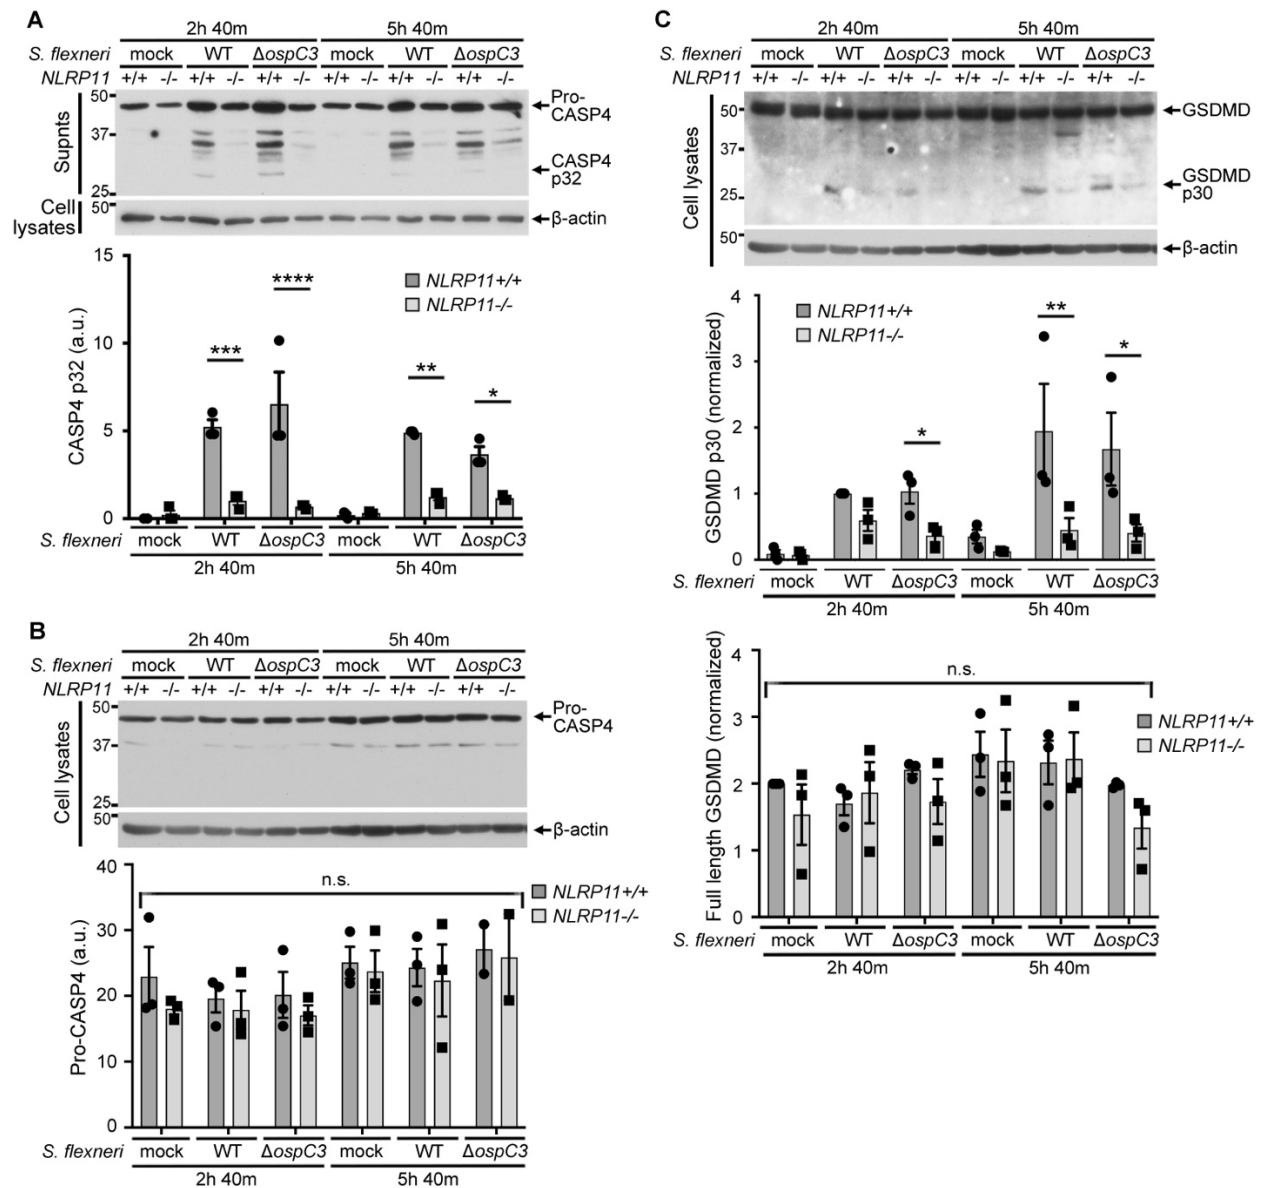 A
2h 40m 5h 40m
S. flexneri mock WT ΔospC3 mock WT ΔospC3
NLRP11 +/+ -/- +/+ -/- +/+ -/- +/+ -/- +/+ -/- +/+ -/-
Supnts
50
37
25
Pro-
CASP4
CASP4
p32
Cell
lysates
50
β-actin
CASP4 p32 (a.u.)
15
10
5
0
NLRP11+/+
NLRP11-/-
*** **** ** *
S. flexneri mock WT ΔospC3 mock WT ΔospC3
2h 40m 5h 40m
B
2h 40m 5h 40m
S. flexneri mock WT ΔospC3 mock WT ΔospC3
NLRP11 +/+ -/- +/+ -/- +/+ -/- +/+ -/- +/+ -/- +/+ -/-
Cell lysates
50
37
25
Pro-
CASP4
50
β-actin
Pro-CASP4 (a.u.)
40
30
20
10
0
n.s.
NLRP11+/+
NLRP11-/-
S. flexneri mock WT ΔospC3 mock WT ΔospC3
2h 40m 5h 40m
C
2h 40m 5h 40m
S. flexneri mock WT ΔospC3 mock WT ΔospC3
NLRP11 +/+ -/- +/+ -/- +/+ -/- +/+ -/- +/+ -/- +/+ -/-
Cell lysates
50
37
25
GSDMD
GSDMD
p30
50
β-actin
GSDMD p30 (normalized)
4
3
2
1
0
NLRP11+/+
NLRP11-/-
* ** *
S. flexneri mock WT ΔospC3 mock WT ΔospC3
2h 40m 5h 40m
Full length GSDMD (normalized)
4
3
2
1
0
n.s.
NLRP11+/+
NLRP11-/-
S. flexneri mock WT ΔospC3 mock WT ΔospC3
2h 40m 5h 40m